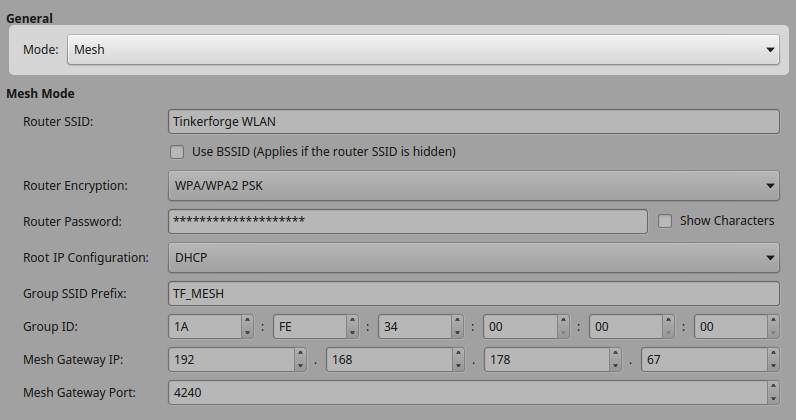 General
Mode: Mesh
Mesh Mode
Router SSID: Tinkerforge WLAN
Use BSSID (Applies if the router SSID is hidden)
Router Encryption: WPA/WPA2 PSK
Router Password: ******************** Show Characters
Root IP Configuration: DHCP
Group SSID Prefix: TF_MESH
Group ID: 1A : FE : 34 : 00 : 00 : 00
Mesh Gateway IP: 192 . 168 . 178 . 67
Mesh Gateway Port: 4240